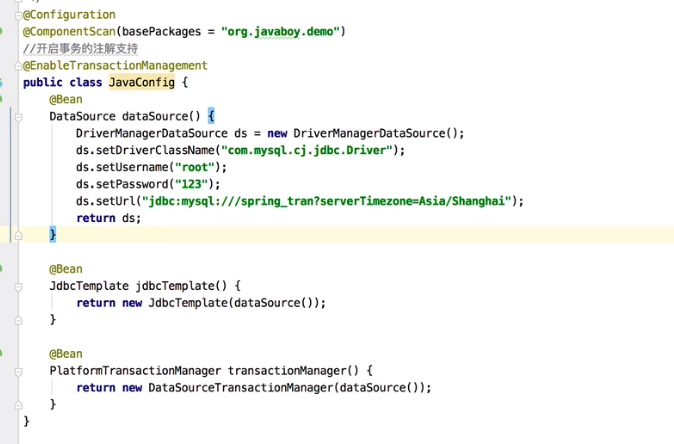 @Configuration
@ComponentScan(basePackages = "org.javaboy.demo")
//开启事务的注解支持
@EnableTransactionManagement
public class JavaConfig {
    @Bean
    DataSource dataSource() {
        DriverManagerDataSource ds = new DriverManagerDataSource();
        ds.setDriverClassName("com.mysql.cj.jdbc.Driver");
        ds.setUsername("root");
        ds.setPassword("123");
        ds.setUrl("jdbc:mysql:///spring_tran?serverTimezone=Asia/Shanghai");
        return ds;
    }
    @Bean
    JdbcTemplate jdbcTemplate() {
        return new JdbcTemplate(dataSource());
    }
    @Bean
    PlatformTransactionManager transactionManager() {
        return new DataSourceTransactionManager(dataSource());
    }
}